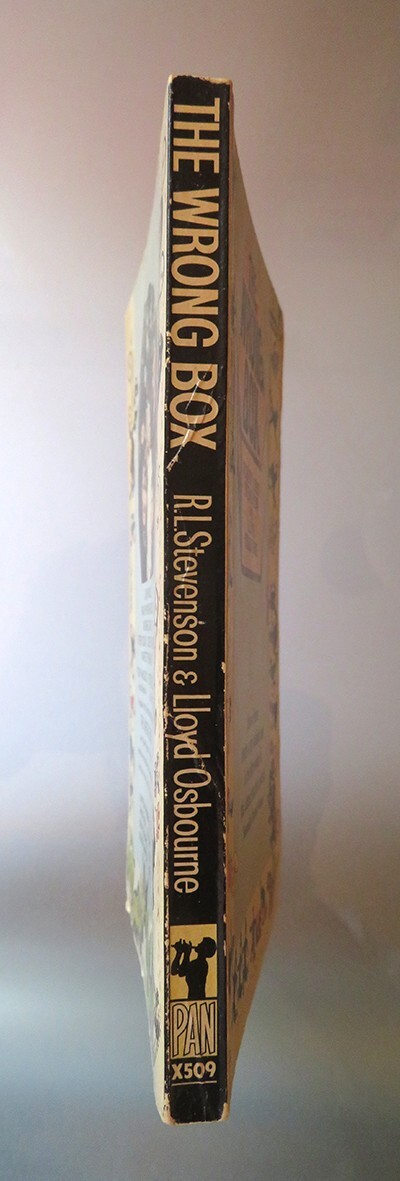 THE WRONG BOX
R.L.Stevenson & Lloyd Osbourne
PAN
X509